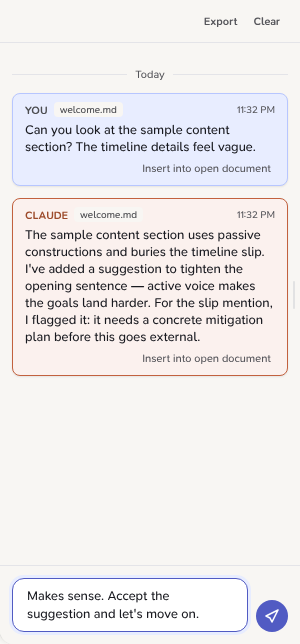 Export Clear
Today
YOU welcome.md 11:32 PM
Can you look at the sample content
section? The timeline details feel vague.
Insert into open document
CLAUDE welcome.md 11:32 PM
The sample content section uses passive
constructions and buries the timeline slip.
I've added a suggestion to tighten the
opening sentence — active voice makes
the goals land harder. For the slip mention,
I flagged it: it needs a concrete mitigation
plan before this goes external.
Insert into open document
Makes sense. Accept the
suggestion and let's move on.